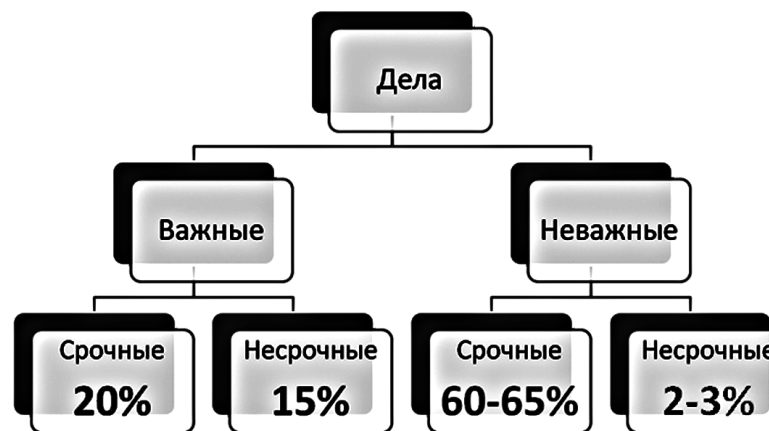 Дела
Важные
Неважные
Срочные
20%
Несрочные
15%
Срочные
60-65%
Несрочные
2-3%